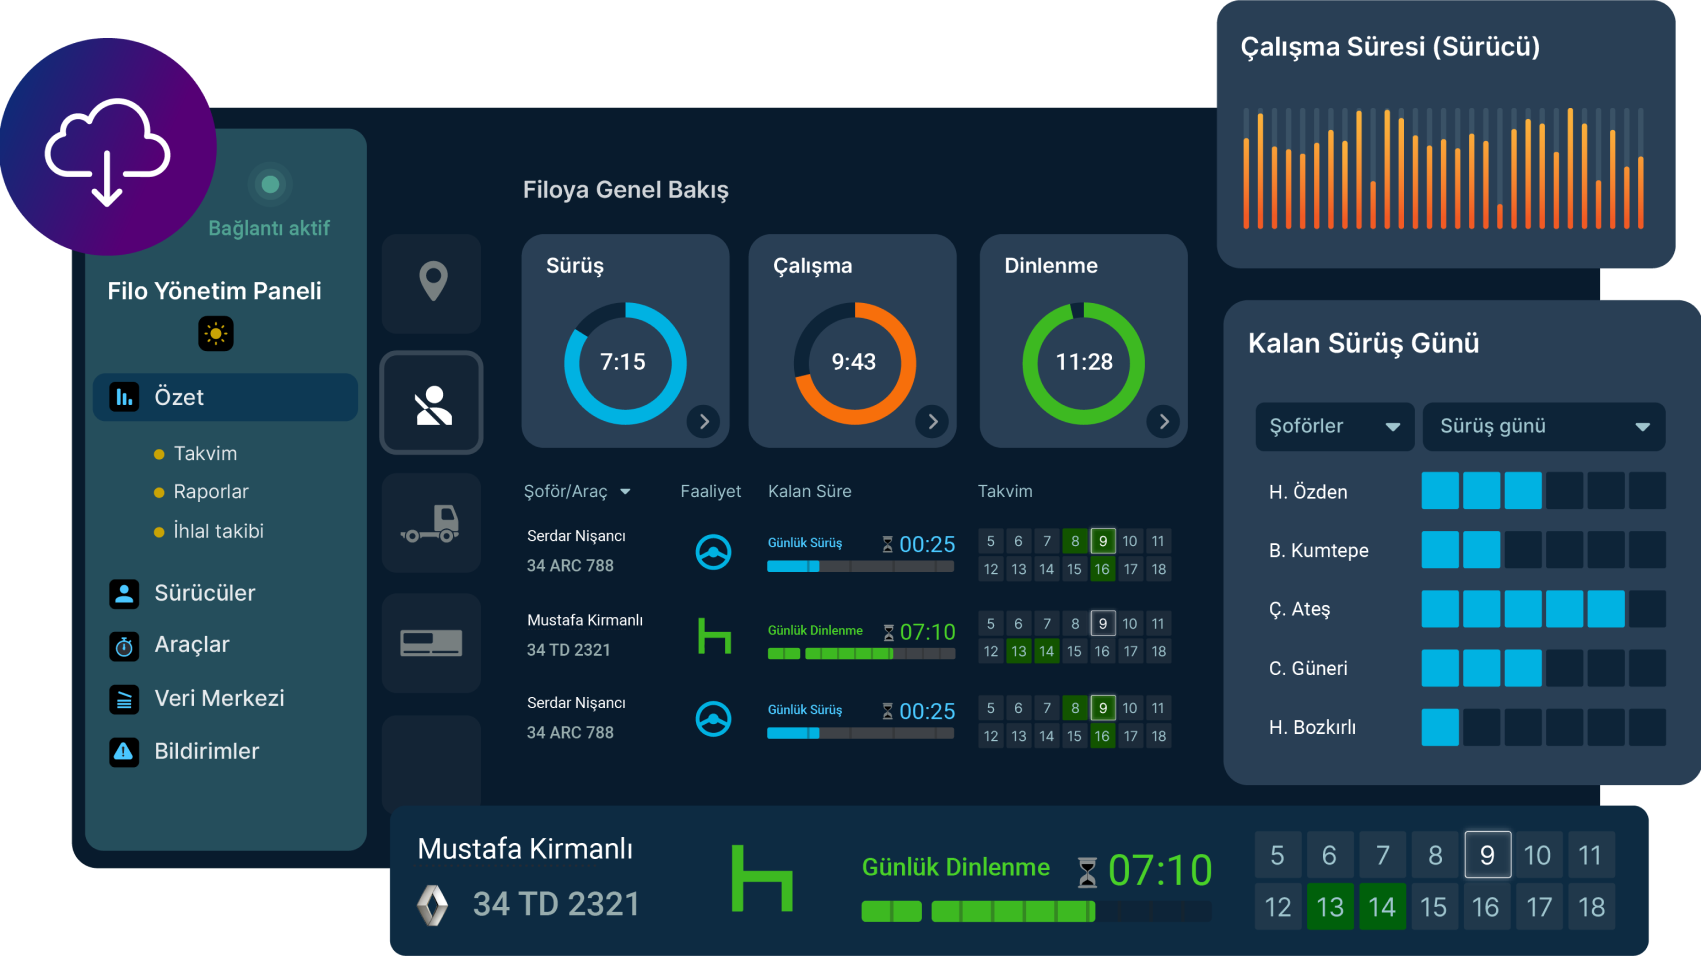 Çalışma Süresi (Sürücü)
Bağlantı aktif
Filo Yönetim Paneli
Özet
Takvim
Raporlar
İhlal takibi
Sürücüler
Araçlar
Veri Merkezi
Bildirimler
Filoya Genel Bakış
Sürüş
Çalışma
Dinlenme
7:15
9:43
11:28
Şoför/Araç
Faaliyet
Kalan Süre
Takvim
Serdar Nişancı
34 ARC 788
Günlük Sürüş
00:25
5 6 7 8 9 10 11
12 13 14 15 16 17 18
Mustafa Kirmanlı
34 TD 2321
Günlük Dinlenme
07:10
5 6 7 8 9 10 11
12 13 14 15 16 17 18
Serdar Nişancı
34 ARC 788
Günlük Sürüş
00:25
5 6 7 8 9 10 11
12 13 14 15 16 17 18
Kalan Sürüş Günü
Şoförler
Sürüş günü
H. Özden
B. Kumtepe
Ç. Ateş
C. Güneri
H. Bozkırlı
Mustafa Kirmanlı
34 TD 2321
Günlük Dinlenme
07:10
5 6 7 8 9 10 11
12 13 14 15 16 17 18